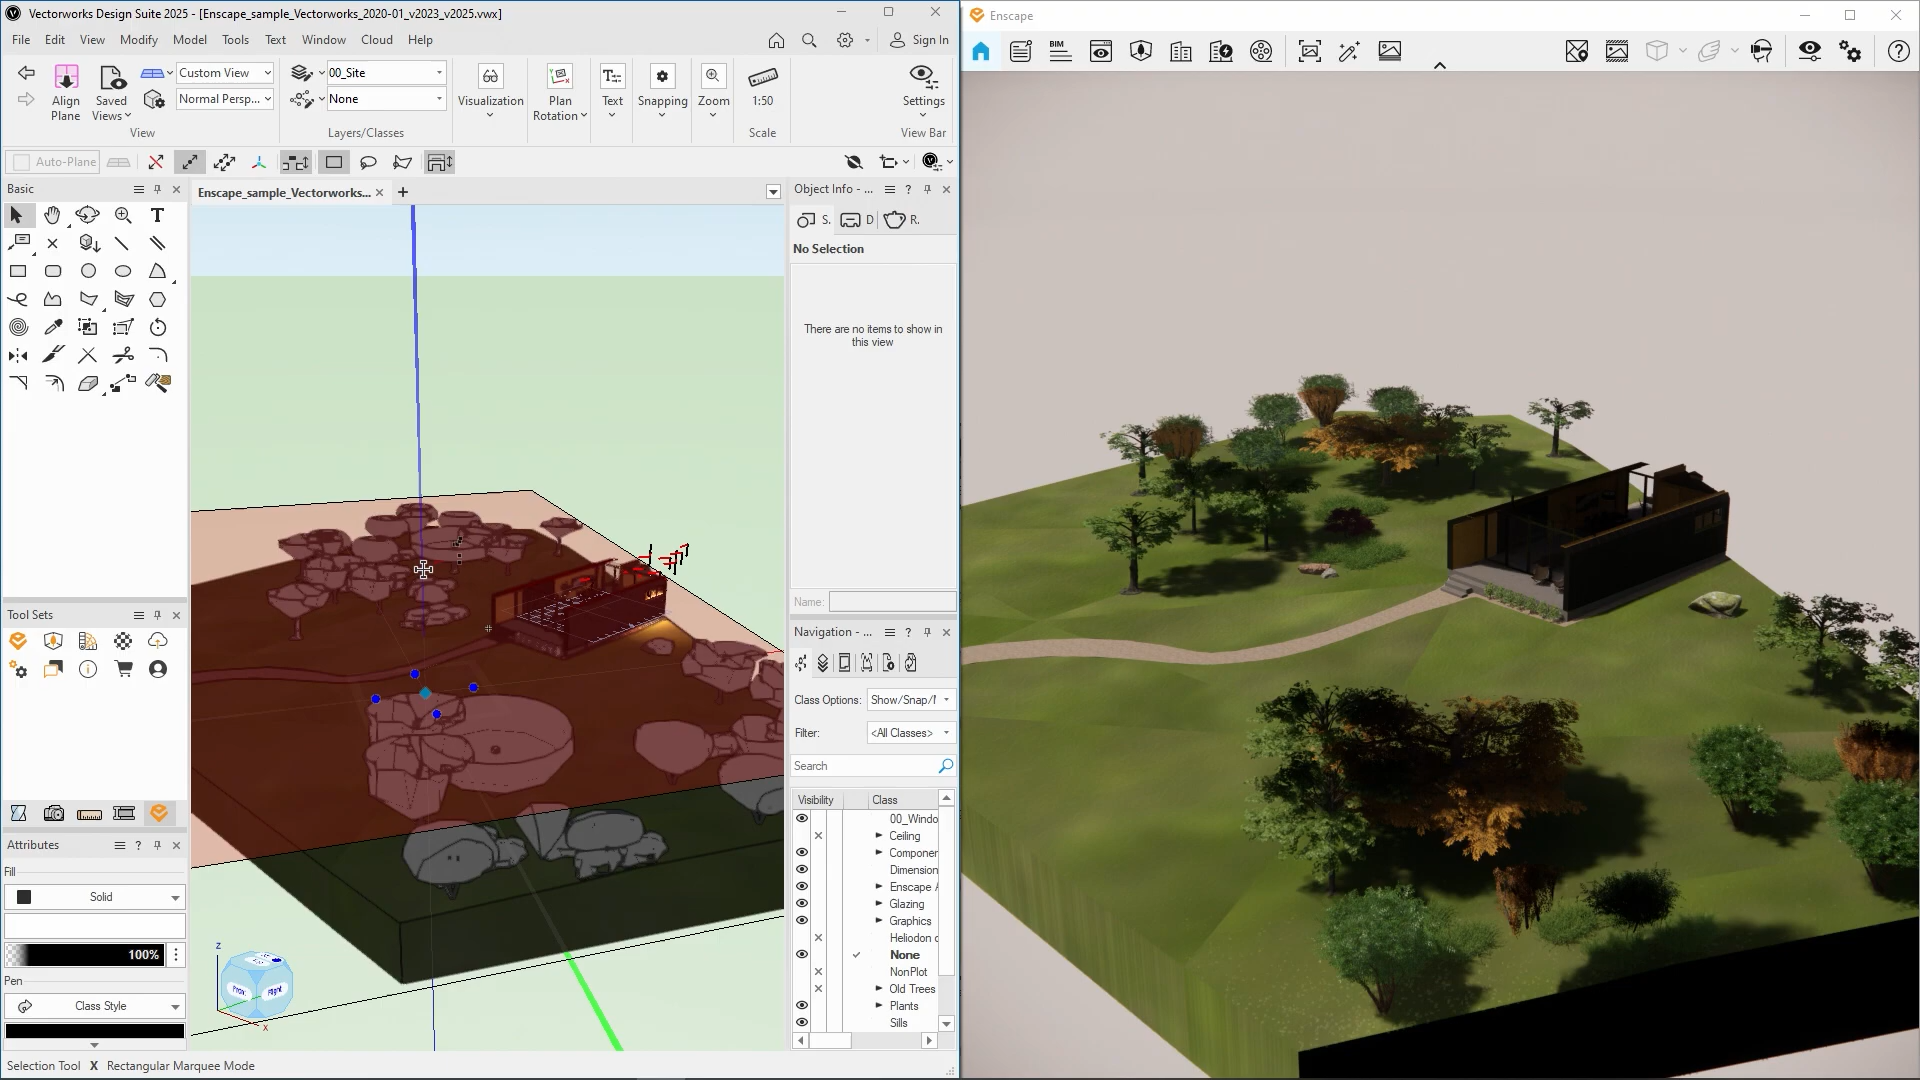 Vectorworks Design Suite 2025 - [Enscape_sample_Vectorworks_2020-01_v2023_v2025.vwx]
File Edit View Modify Model Tools Text Window Cloud Help
Sign In
Align Plane
Saved Views
Custom View
Normal Persp...
View
00_Site
None
Layers/Classes
Visualization
Plan Rotation
Text
Snapping
Zoom
1:50
Scale
Settings
View Bar
Auto-Plane
Basic
Enscape_sample_Vectorworks...
Object Info - ...
S. D R.
No Selection
There are no items to show in
this view
Name:
Tool Sets
Navigation - ...
Class Options: Show/Snap/
Filter: <All Classes>
Search
Visibility Class
00_Windo
Ceiling
Componer
Dimension
Enscape
Glazing
Graphics
Heliodon
None
NonPlot
Old Trees
Plants
Sills
Attributes
Fill
Solid
100%
Pen
Class Style
z
Front
Right
x
Selection Tool X Rectangular Marquee Mode
Enscape
BIM